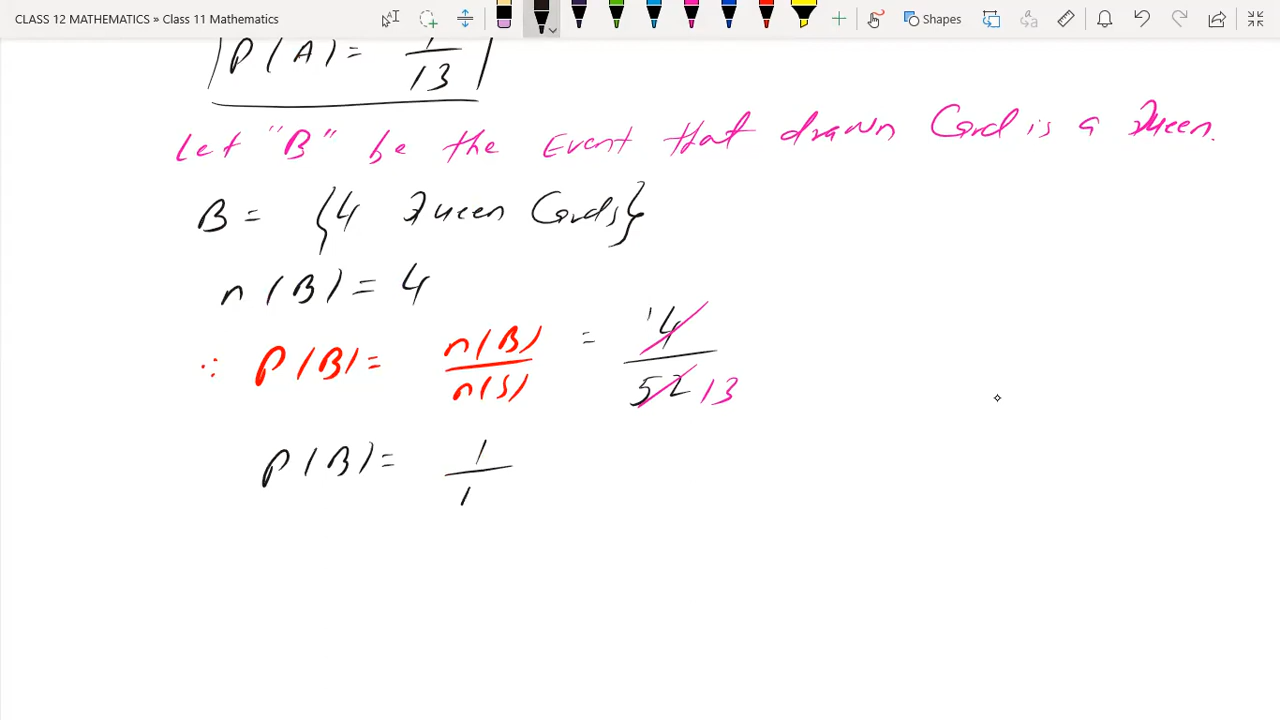 CLASS 12 MATHEMATICS » Class 11 Mathematics
Shapes
P(A) = 1/13
Let "B" be the Event that drawn Card is a Queen.
B = {4 Queen Cards}
n(B) = 4
∴ P(B) = n(B)/n(S) = 4/52 1 13
P(B) = 1/1